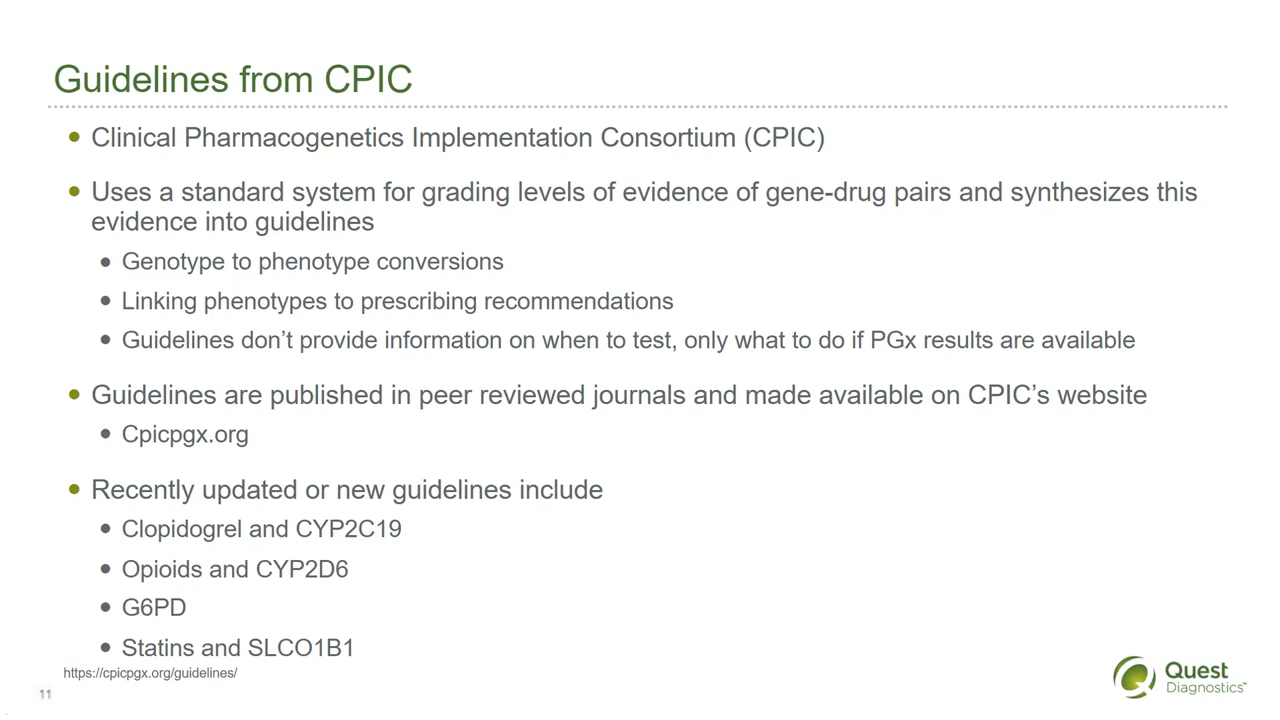 Guidelines from CPIC
• Clinical Pharmacogenetics Implementation Consortium (CPIC)
• Uses a standard system for grading levels of evidence of gene-drug pairs and synthesizes this
evidence into guidelines
• Genotype to phenotype conversions
• Linking phenotypes to prescribing recommendations
• Guidelines don’t provide information on when to test, only what to do if PGx results are available
• Guidelines are published in peer reviewed journals and made available on CPIC’s website
• Cpicpgx.org
• Recently updated or new guidelines include
• Clopidogrel and CYP2C19
• Opioids and CYP2D6
• G6PD
• Statins and SLCO1B1
https://cpicpgx.org/guidelines/
11
Quest
Diagnostics™